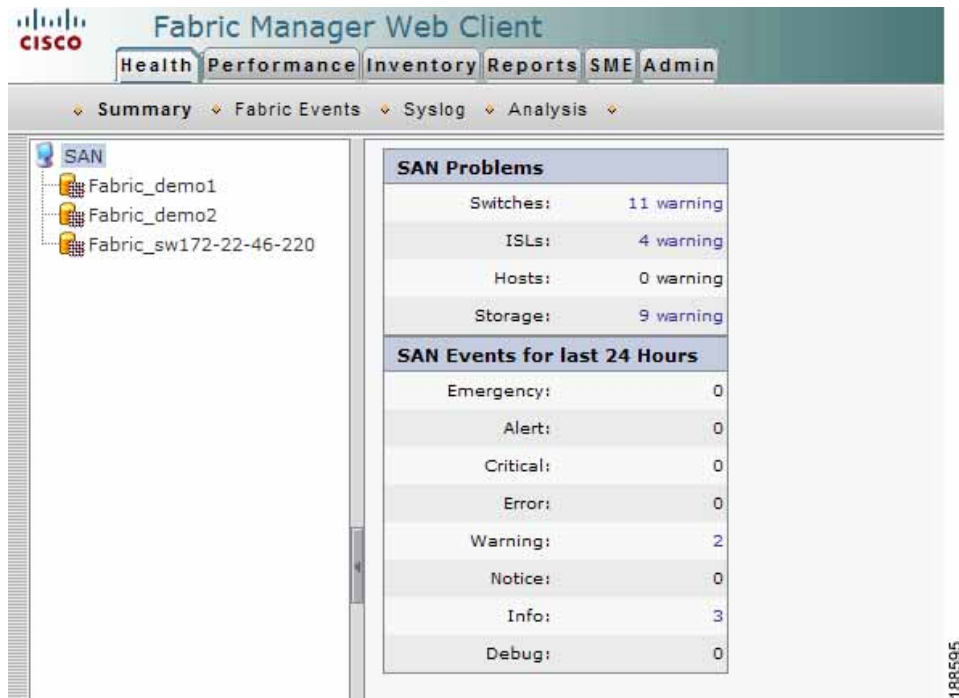 CISCO
Fabric Manager Web Client
Health Performance Inventory Reports SME Admin
Summary Fabric Events Syslog Analysis
SAN
Fabric_demo1
Fabric_demo2
Fabric_sw172-22-46-220
SAN Problems
Switches: 11 warning
ISLs: 4 warning
Hosts: 0 warning
Storage: 9 warning
SAN Events for last 24 Hours
Emergency: 0
Alert: 0
Critical: 0
Error: 0
Warning: 2
Notice: 0
Info: 3
Debug: 0
188595